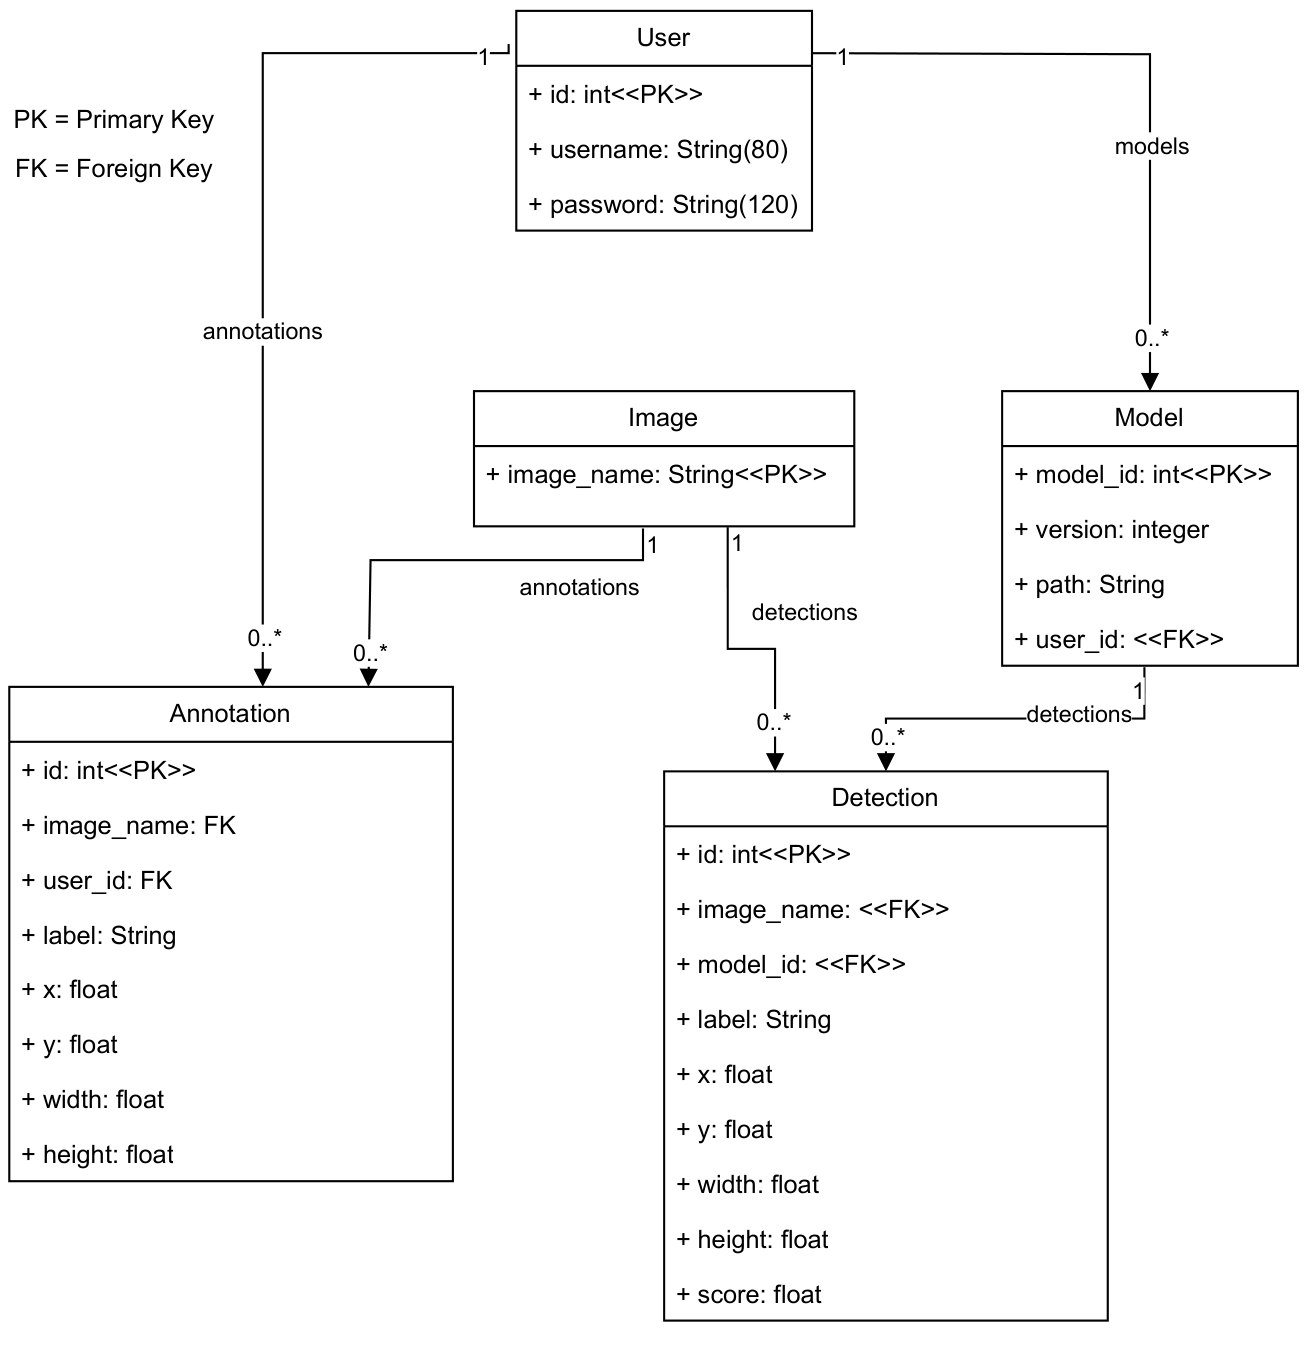 User
+ id: int<<PK>>
+ username: String(80)
+ password: String(120)
1
1
PK = Primary Key
FK = Foreign Key
models
annotations
0..*
Image
+ image_name: String<<PK>>
Model
+ model_id: int<<PK>>
+ version: integer
+ path: String
+ user_id: <<FK>>
1
1
annotations
detections
0..*
0..*
1
detections
0..*
0..*
Annotation
+ id: int<<PK>>
+ image_name: FK
+ user_id: FK
+ label: String
+ x: float
+ y: float
+ width: float
+ height: float
Detection
+ id: int<<PK>>
+ image_name: <<FK>>
+ model_id: <<FK>>
+ label: String
+ x: float
+ y: float
+ width: float
+ height: float
+ score: float